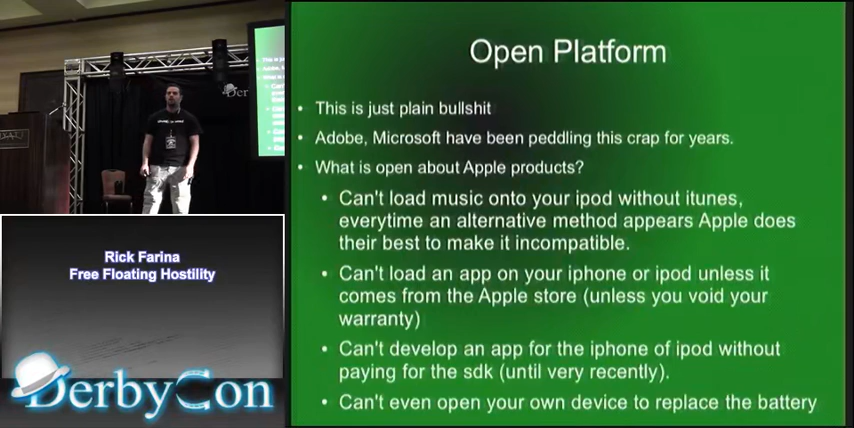 Open Platform
• This is just plain bullshit
• Adobe, Microsoft have been peddling this crap for years.
• What is open about Apple products?
• Can't load music onto your ipod without itunes,
everytime an alternative method appears Apple does
their best to make it incompatible.
• Can't load an app on your iphone or ipod unless it
comes from the Apple store (unless you void your
warranty)
• Can't develop an app for the iphone of ipod without
paying for the sdk (until very recently).
• Can't even open your own device to replace the battery
Rick Farina
Free Floating Hostility
DerbyCon